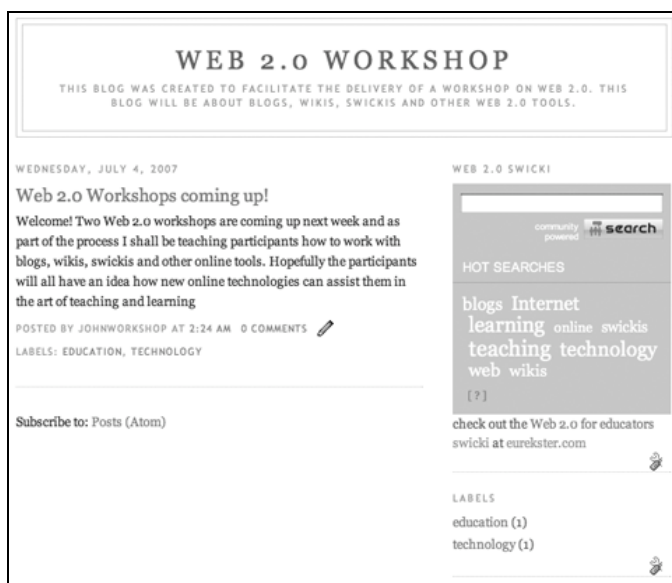 WEB 2.0 WORKSHOP
THIS BLOG WAS CREATED TO FACILITATE THE DELIVERY OF A WORKSHOP ON WEB 2.0. THIS
BLOG WILL BE ABOUT BLOGS, WIKIS, SWICKIS AND OTHER WEB 2.0 TOOLS.
WEDNESDAY, JULY 4, 2007
Web 2.0 Workshops coming up!
Welcome! Two Web 2.0 workshops are coming up next week and as
part of the process I shall be teaching participants how to work with
blogs, wikis, swickis and other online tools. Hopefully the participants
will all have an idea how new online technologies can assist them in
the art of teaching and learning
POSTED BY JOHNWORKSHOP AT 2:24 AM 0 COMMENTS
LABELS: EDUCATION, TECHNOLOGY
Subscribe to: Posts (Atom)
WEB 2.0 SWICKI
community
powered
search
HOT SEARCHES
blogs Internet
learning online swickis
teaching technology
web wikis
[?]
check out the Web 2.0 for educators
swicki at eurekster.com
LABELS
education (1)
technology (1)